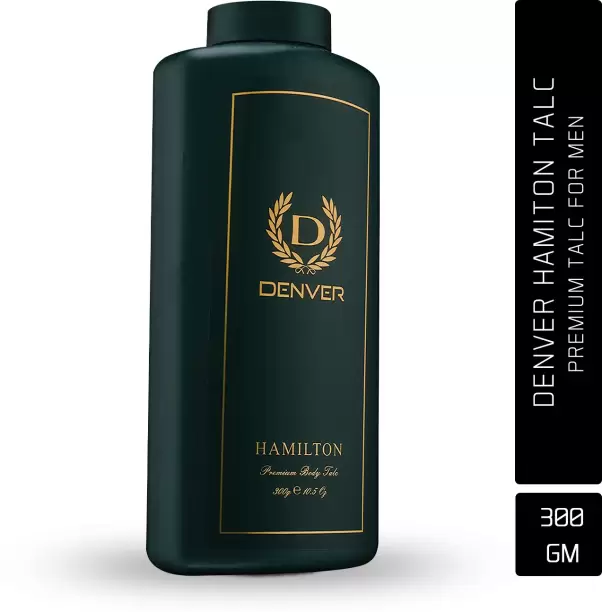 D
DENVER
HAMILTON
Premium Body Talc
300g ℮ 10.5 Oz
DENVER HAMITON TALC
PREMIUM TALC FOR MEN
300
GM